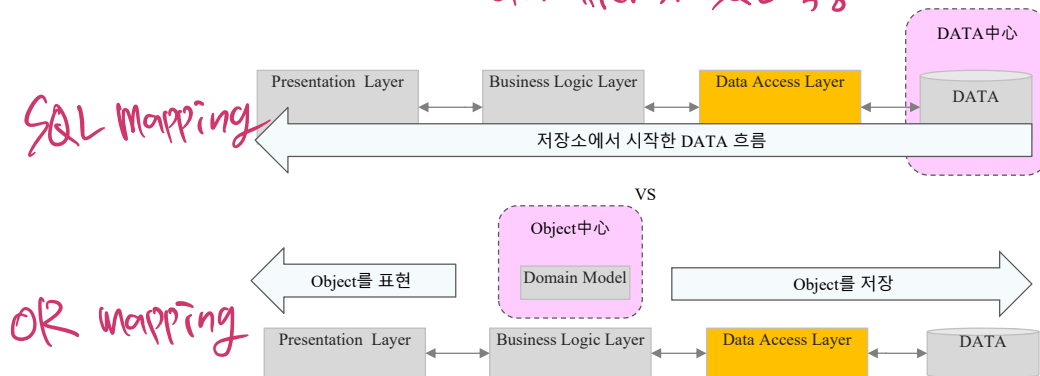 DATA中心
Presentation Layer
Business Logic Layer
Data Access Layer
DATA
SQL Mapping
저장소에서 시작한 DATA 흐름
VS
Object中心
Object를 표현
Domain Model
Object를 저장
OR mapping
Presentation Layer
Business Logic Layer
Data Access Layer
DATA